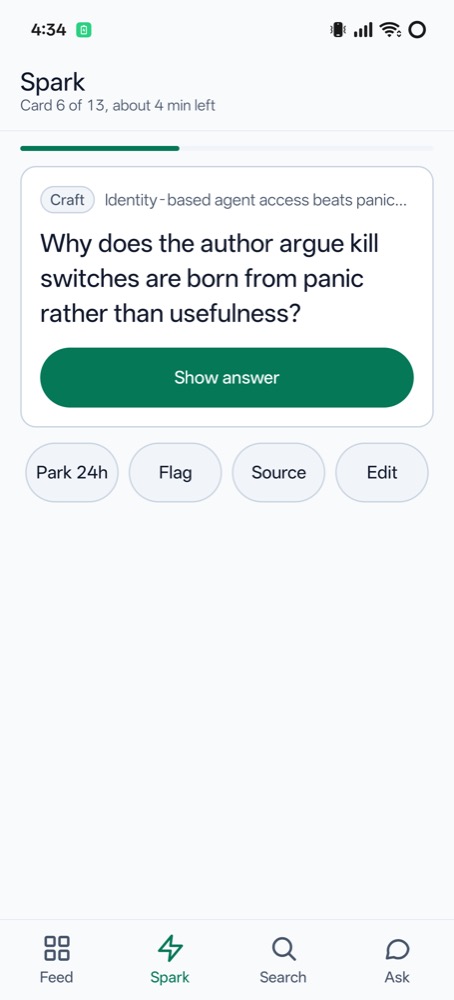 4:34
Spark
Card 6 of 13, about 4 min left
Craft Identity-based agent access beats panic...
Why does the author argue kill
switches are born from panic
rather than usefulness?
Show answer
Park 24h Flag Source Edit
Feed Spark Search Ask